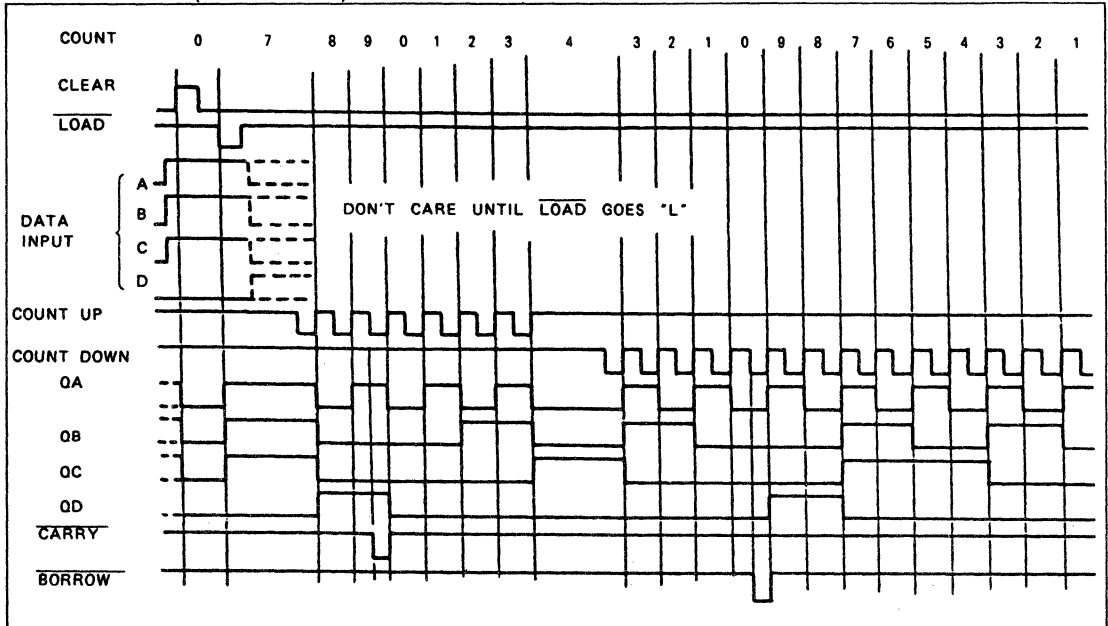 COUNT 0 7 8 9 0 1 2 3 4 3 2 1 0 9 8 7 6 5 4 3 2 1
CLEAR
LOAD
A
B
DATA INPUT
C
D
DON'T CARE UNTIL LOAD GOES "L"
COUNT UP
COUNT DOWN
QA
QB
QC
QD
CARRY
BORROW